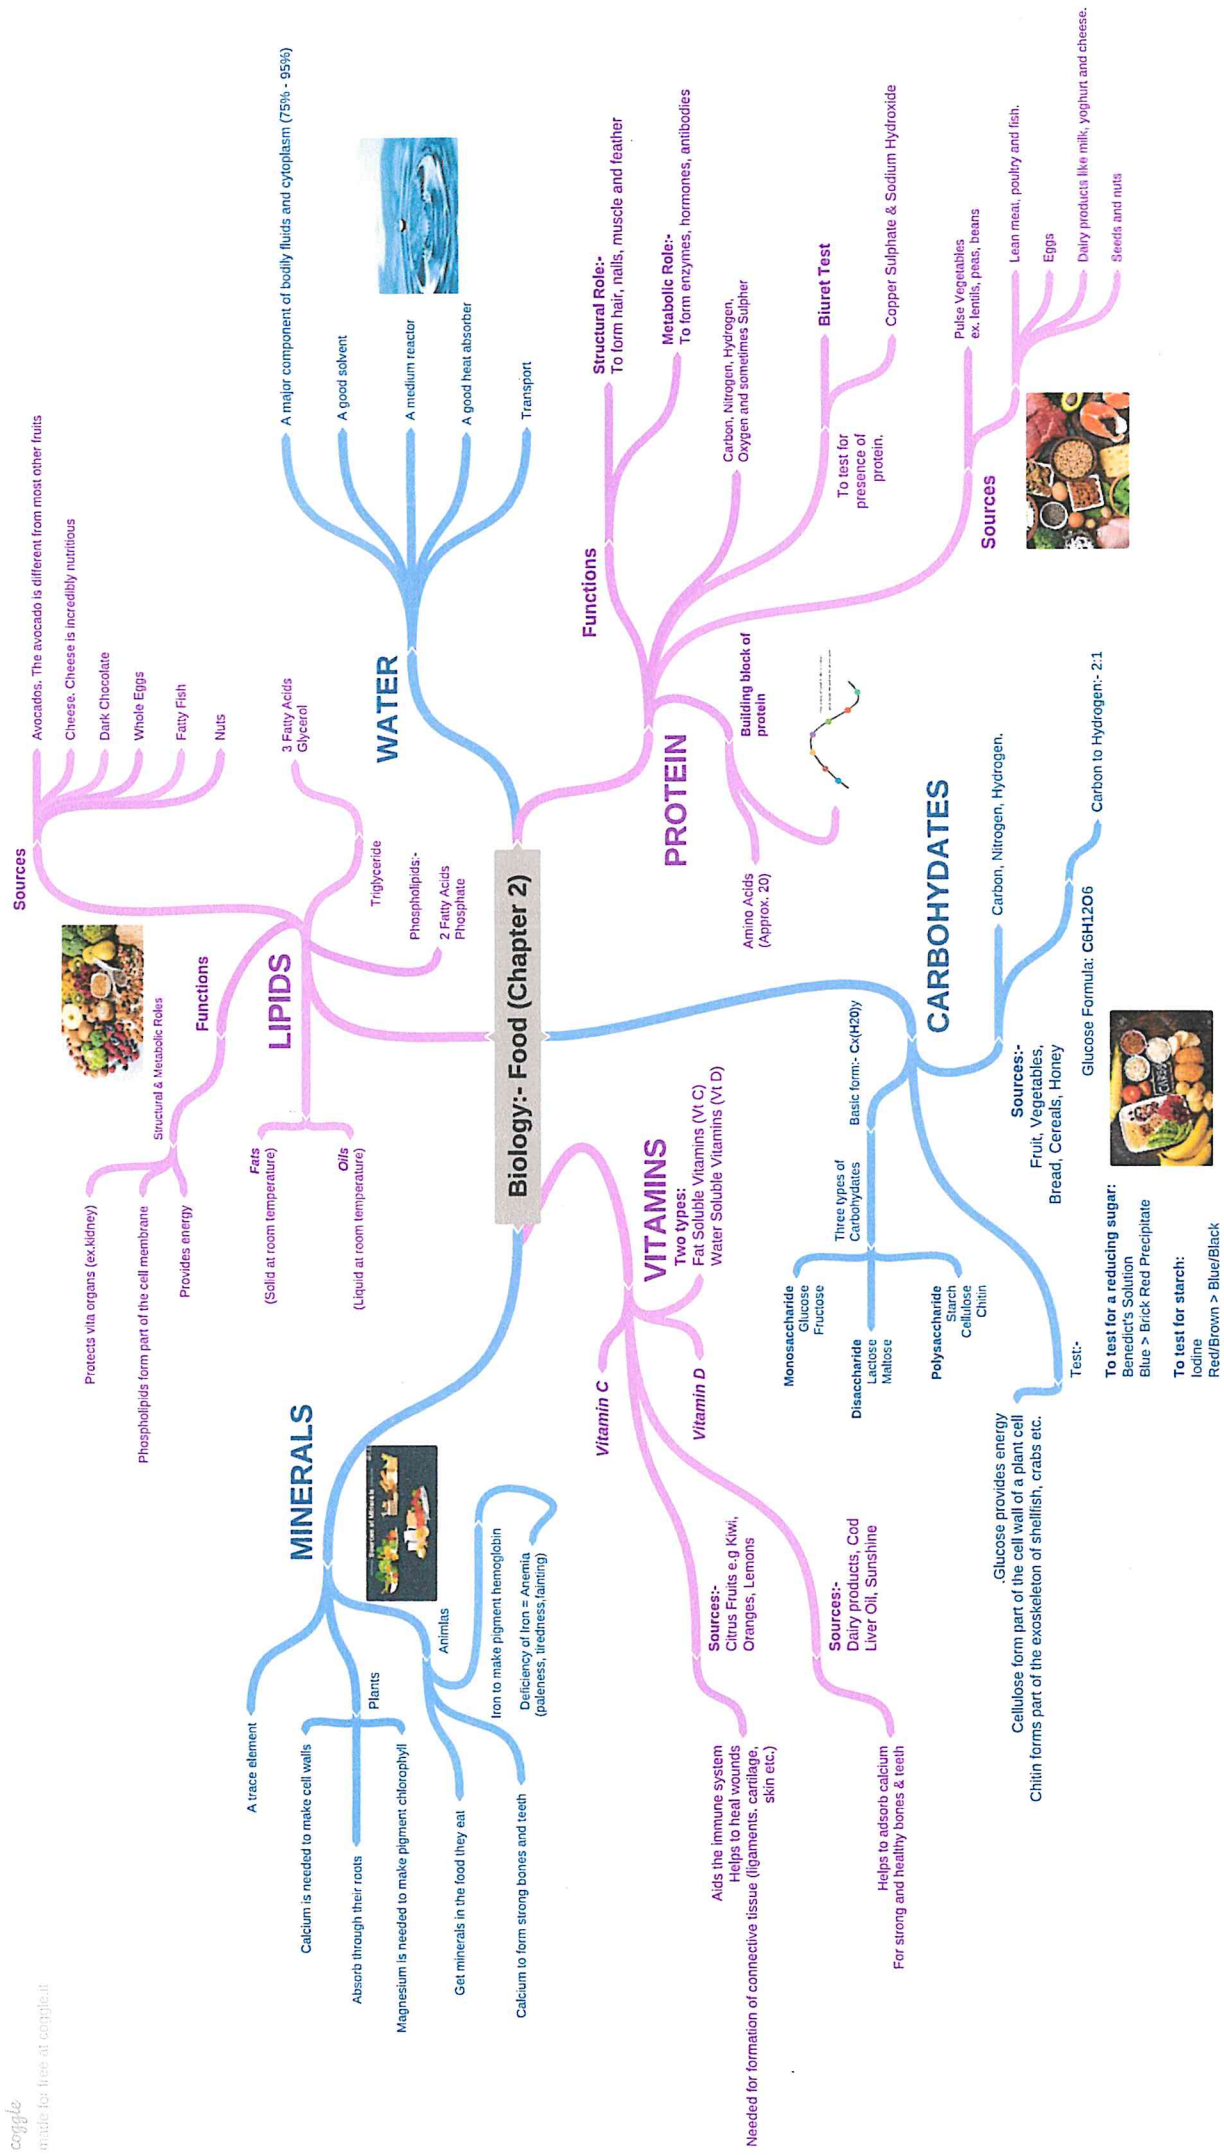 coggle
made for free at coggle.it
Biology:- Food (Chapter 2)
MINERALS
A trace element
Plants
Calcium is needed to make cell walls
Absorb through their roots
Magnesium is needed to make pigment chlorophyll
Animlas
Get minerals in the food they eat
Calcium to form strong bones and teeth
Iron to make pigment hemoglobin
Deficiency of Iron = Anemia
(paleness, tiredness,fainting)
VITAMINS
Two types:
Fat Soluble Vitamins (Vt C)
Water Soluble Vitamins (Vt D)
Vitamin C
Vitamin D
Sources:-
Citrus Fruits e.g Kiwi,
Oranges, Lemons
Aids the immune system
Helps to heal wounds
Needed for formation of connective tissue (ligaments. cartilage,
skin etc.)
Sources:-
Dairy products, Cod
Liver Oil, Sunshine
Helps to adsorb calcium
For strong and healthy bones & teeth
LIPIDS
Sources
Avocados. The avocado is different from most other fruits
Cheese. Cheese is incredibly nutritious
Dark Chocolate
Whole Eggs
Fatty Fish
Nuts
Functions
Structural & Metabolic Roles
Protects vita organs (ex.kidney)
Phospholipids form part of the cell membrane
Provides energy
Fats
(Solid at room temperature)
Oils
(Liquid at room temperature)
Triglyceride
3 Fatty Acids
Glycerol
Phospholipids:-
2 Fatty Acids
Phosphate
WATER
A major component of bodily fluids and cytoplasm (75% - 95%)
A good solvent
A medium reactor
A good heat absorber
Transport
PROTEIN
Functions
Structural Role:-
To form hair, nails, muscle and feather
Metabolic Role:-
To form enzymes, hormones, antibodies
Carbon, Nitrogen, Hydrogen,
Oxygen and sometimes Sulpher
To test for
presence of
protein.
Biuret Test
Copper Sulphate & Sodium Hydroxide
Sources
Pulse Vegetables
ex. lentils, peas, beans
Lean meat, poultry and fish.
Eggs
Dairy products like milk, yoghurt and cheese.
Seeds and nuts
Building block of
protein
Amino Acids
(Approx. 20)
CARBOHYDATES
Carbon, Nitrogen, Hydrogen.
Glucose Formula: C6H12O6
Carbon to Hydrogen:- 2:1
Sources:-
Fruit, Vegetables,
Bread, Cereals, Honey
Basic form:- Cx(H20)y
Three types of
Carbohydates
Monosaccharide
Glucose
Fructose
Disaccharide
Lactose
Maltose
Polysaccharide
Starch
Cellulose
Chitin
Test:-
To test for a reducing sugar:
Benedict's Solution
Blue > Brick Red Precipitate
To test for starch:
Iodine
Red/Brown > Blue/Black
.Glucose provides energy
Cellulose form part of the cell wall of a plant cell
Chitin forms part of the exoskeleton of shellfish, crabs etc.